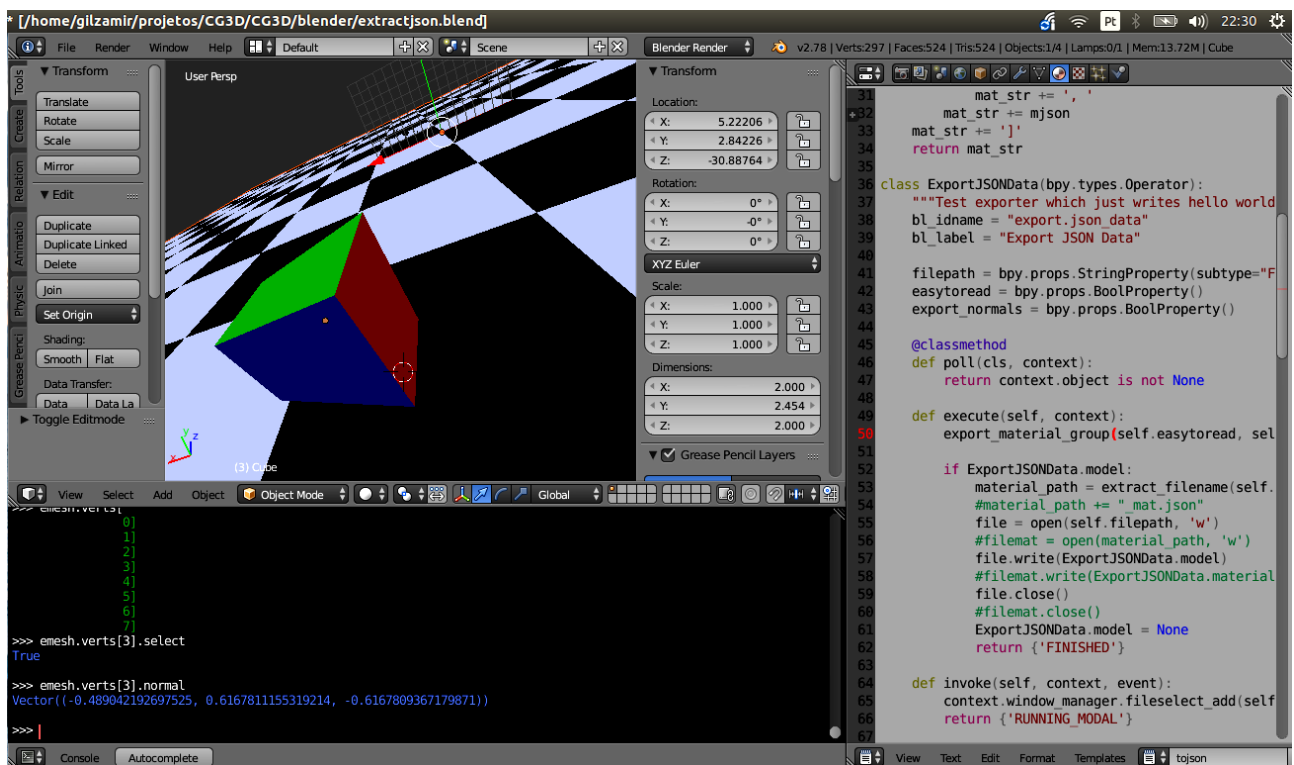 * [/home/gilzamir/projetos/CG3D/CG3D/blender/extractjson.blend]
Pt
22:30
File Render Window Help
Default
Scene
Blender Render
v2.78 | Verts:297 | Faces:524 | Tris:524 | Objects:1/4 | Lamps:0/1 | Mem:13.72M | Cube
Tools
Create
Relation
Animatio
Physic
Grease Penci
Transform
Translate
Rotate
Scale
Mirror
Edit
Duplicate
Duplicate Linked
Delete
Join
Set Origin
Shading:
Smooth Flat
Data Transfer:
Data Data La
Toggle Editmode
User Persp
y z
x
(3) Cube
Transform
Location:
X: 5.22206
Y: 2.84226
Z: -30.88764
Rotation:
X: 0°
Y: -0°
Z: 0°
XYZ Euler
Scale:
X: 1.000
Y: 1.000
Z: 1.000
Dimensions:
X: 2.000
Y: 2.454
Z: 2.000
Grease Pencil Layers
View Select Add Object Object Mode Global
>>> emesh.verts[
0]
1]
2]
3]
4]
5]
6]
7]
>>> emesh.verts[3].select
True
>>> emesh.verts[3].normal
Vector((-0.489042192697525, 0.6167811155319214, -0.6167809367179871))
>>>
Console Autocomplete
31 mat_str += ', '
32 mat_str += mjson
33 mat_str += ']'
34 return mat_str
35
36 class ExportJSONData(bpy.types.Operator):
37 """Test exporter which just writes hello world
38 bl_idname = "export.json_data"
39 bl_label = "Export JSON Data"
40
41 filepath = bpy.props.StringProperty(subtype="F
42 easytoread = bpy.props.BoolProperty()
43 export_normals = bpy.props.BoolProperty()
44
45 @classmethod
46 def poll(cls, context):
47 return context.object is not None
48
49 def execute(self, context):
50 export_material_group(self.easytoread, sel
51
52 if ExportJSONData.model:
53 material_path = extract_filename(self.
54 #material_path += "_mat.json"
55 file = open(self.filepath, 'w')
56 #filemat = open(material_path, 'w')
57 file.write(ExportJSONData.model)
58 #filemat.write(ExportJSONData.material
59 file.close()
60 #filemat.close()
61 ExportJSONData.model = None
62 return {'FINISHED'}
63
64 def invoke(self, context, event):
65 context.window_manager.fileselect_add(self
66 return {'RUNNING_MODAL'}
67
View Text Edit Format Templates tojson